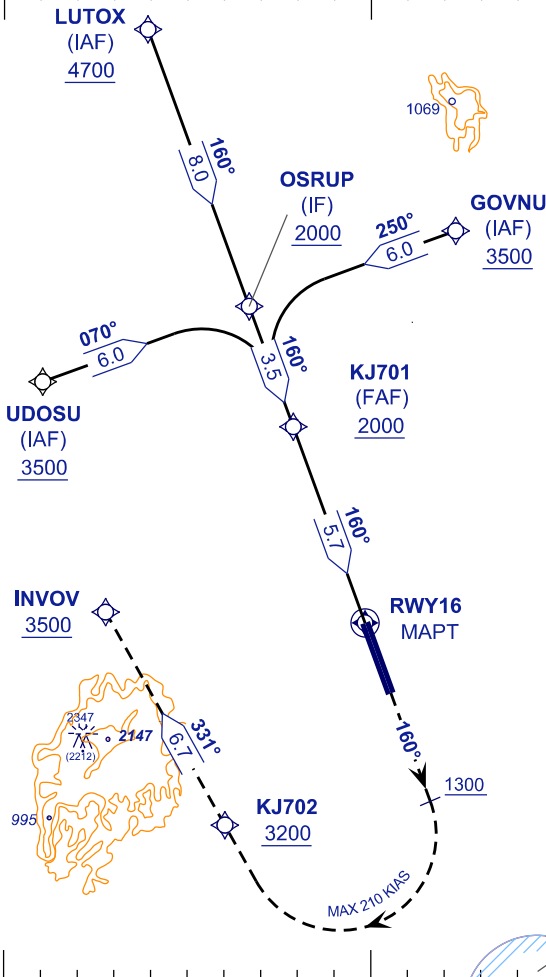 LUTOX
(IAF)
4700
1069
160°
8.0
OSRUP
(IF)
2000
GOVNU
(IAF)
3500
250°
6.0
070°
6.0
160°
3.5
KJ701
(FAF)
2000
UDOSU
(IAF)
3500
160°
5.7
INVOV
3500
RWY16
MAPT
2347
2147
(2212)
331°
6.7
160°
1300
995
KJ702
3200
MAX 210 KIAS